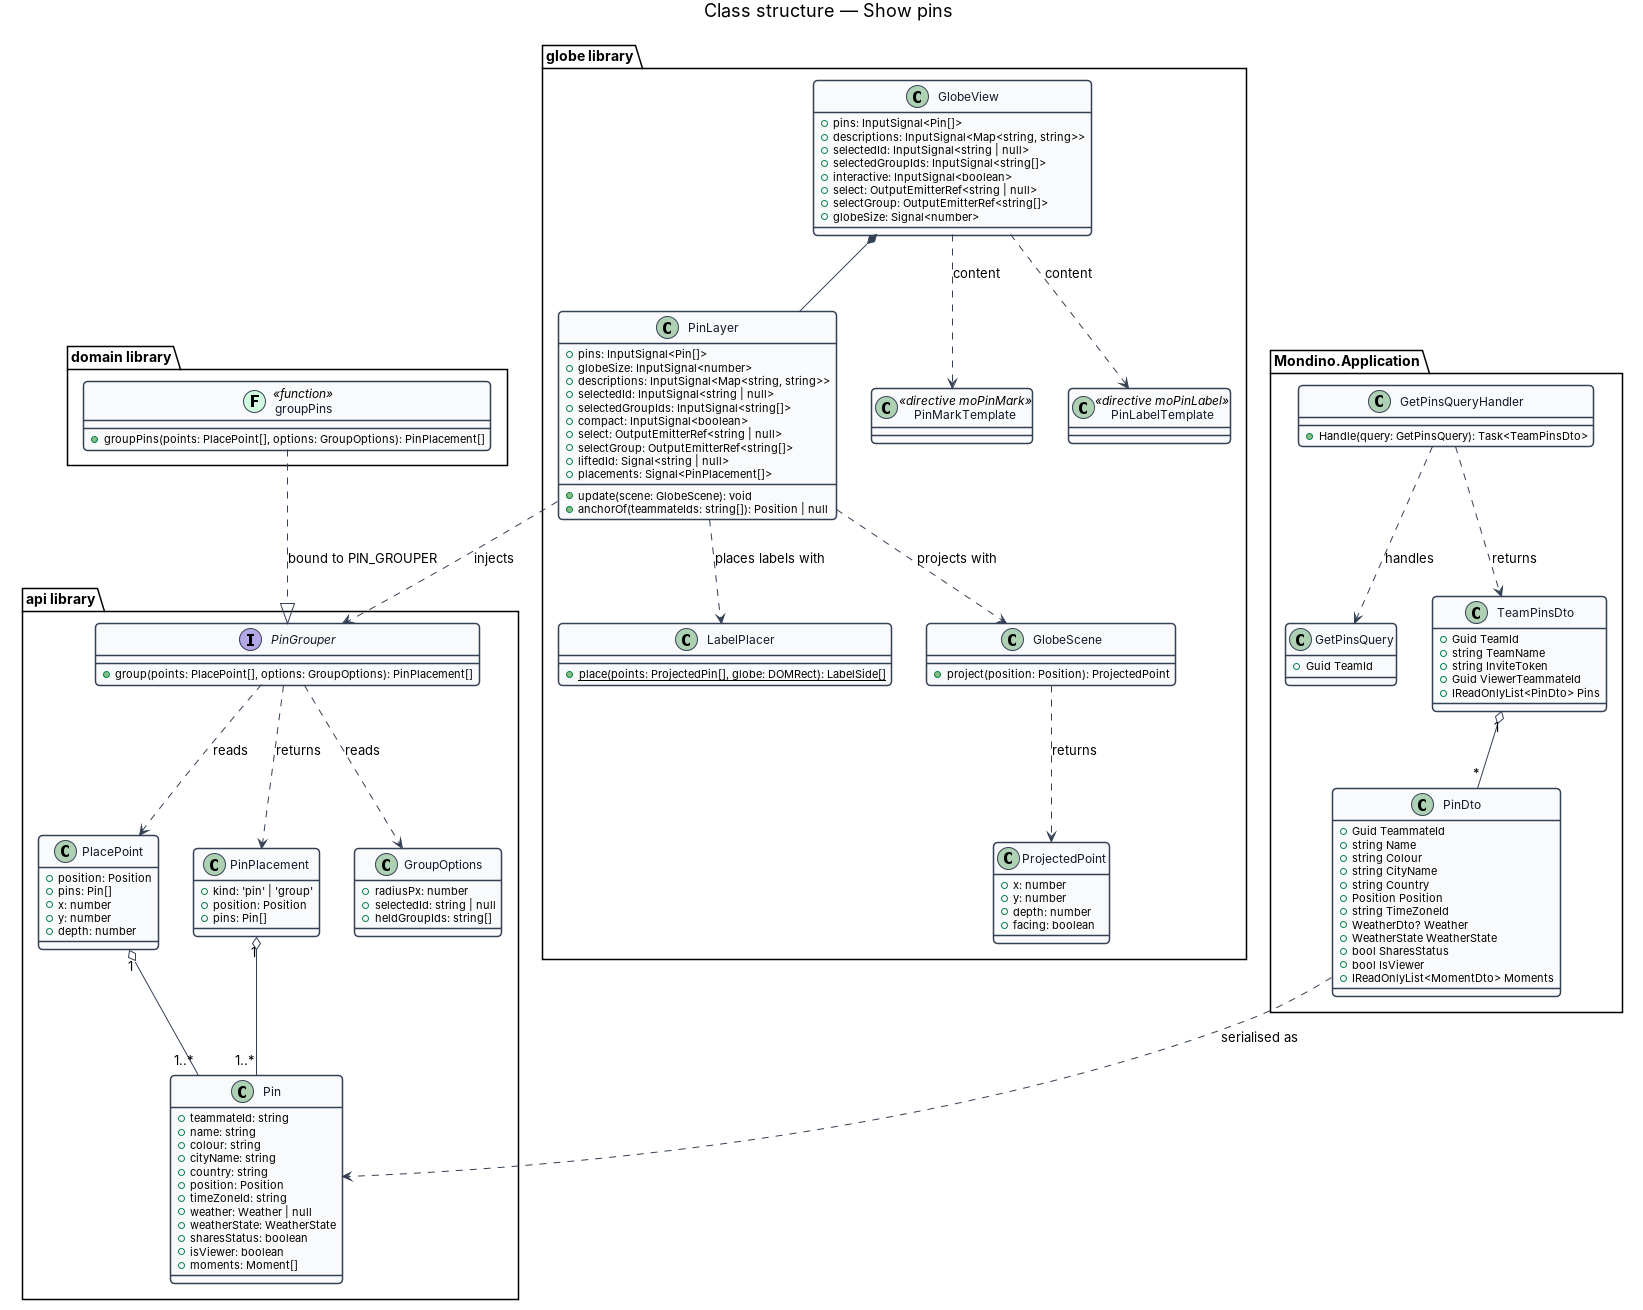 Class structure — Show pins
globe library
GlobeView
pins: InputSignal<Pin[]>
descriptions: InputSignal<Map<string, string>>
selectedId: InputSignal<string | null>
selectedGroupIds: InputSignal<string[]>
interactive: InputSignal<boolean>
select: OutputEmitterRef<string | null>
selectGroup: OutputEmitterRef<string[]>
globeSize: Signal<number>
content
content
PinLayer
pins: InputSignal<Pin[]>
globeSize: InputSignal<number>
descriptions: InputSignal<Map<string, string>>
selectedId: InputSignal<string | null>
selectedGroupIds: InputSignal<string[]>
compact: InputSignal<boolean>
select: OutputEmitterRef<string | null>
selectGroup: OutputEmitterRef<string[]>
liftedId: Signal<string | null>
placements: Signal<PinPlacement[]>
update(scene: GlobeScene): void
anchorOf(teammateIds: string[]): Position | null
«directive moPinMark»
PinMarkTemplate
«directive moPinLabel»
PinLabelTemplate
domain library
«function»
groupPins
groupPins(points: PlacePoint[], options: GroupOptions): PinPlacement[]
Mondino.Application
GetPinsQueryHandler
Handle(query: GetPinsQuery): Task<TeamPinsDto>
bound to PIN_GROUPER
injects
places labels with
projects with
handles
returns
api library
PinGrouper
group(points: PlacePoint[], options: GroupOptions): PinPlacement[]
LabelPlacer
place(points: ProjectedPin[], globe: DOMRect): LabelSide[]
GlobeScene
project(position: Position): ProjectedPoint
GetPinsQuery
Guid TeamId
TeamPinsDto
Guid TeamId
string TeamName
string InviteToken
Guid ViewerTeammateId
IReadOnlyList<PinDto> Pins
1
*
reads
returns
reads
returns
PlacePoint
position: Position
pins: Pin[]
x: number
y: number
depth: number
PinPlacement
kind: 'pin' | 'group'
position: Position
pins: Pin[]
GroupOptions
radiusPx: number
selectedId: string | null
heldGroupIds: string[]
ProjectedPoint
x: number
y: number
depth: number
facing: boolean
PinDto
Guid TeammateId
string Name
string Colour
string CityName
string Country
Position Position
string TimeZoneId
WeatherDto? Weather
WeatherState WeatherState
bool SharesStatus
bool IsViewer
IReadOnlyList<MomentDto> Moments
1
1
1..*
1..*
serialised as
Pin
teammateId: string
name: string
colour: string
cityName: string
country: string
position: Position
timeZoneId: string
weather: Weather | null
weatherState: WeatherState
sharesStatus: boolean
isViewer: boolean
moments: Moment[]